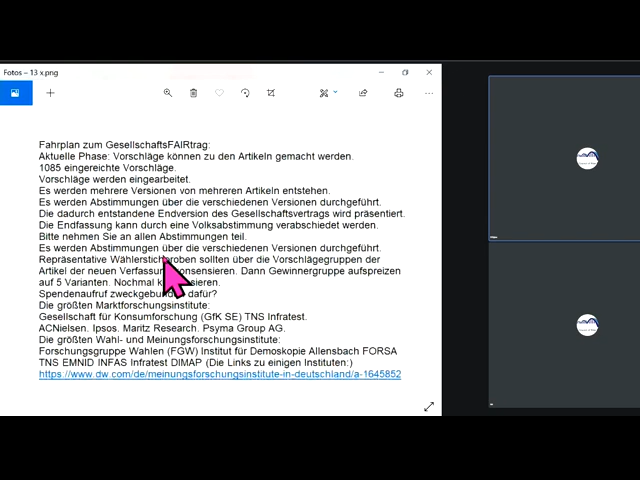 Fotos – 13 x.png
Fahrplan zum GesellschaftsFAIRtrag:
Aktuelle Phase: Vorschläge können zu den Artikeln gemacht werden.
1085 eingereichte Vorschläge.
Vorschläge werden eingearbeitet.
Es werden mehrere Versionen von mehreren Artikeln entstehen.
Es werden Abstimmungen über die verschiedenen Versionen durchgeführt.
Die dadurch entstandene Endversion des Gesellschaftsvertrags wird präsentiert.
Die Endfassung kann durch eine Volksabstimmung verabschiedet werden.
Bitte nehmen Sie an allen Abstimmungen teil.
Es werden Abstimmungen über die verschiedenen Versionen durchgeführt.
Repräsentative Wählerstichproben sollten über die Vorschlägegruppen der
Artikel der neuen Verfassung konsensieren. Dann Gewinnergruppe aufspreizen
auf 5 Varianten. Nochmal konsensieren.
Spendenaufruf zweckgebunden dafür?
Die größten Marktforschungsinstitute:
Gesellschaft für Konsumforschung (GfK SE) TNS Infratest.
ACNielsen. Ipsos. Maritz Research. Psyma Group AG.
Die größten Wahl- und Meinungsforschungsinstitute:
Forschungsgruppe Wahlen (FGW) Institut für Demoskopie Allensbach FORSA
TNS EMNID INFAS Infratest DIMAP (Die Links zu einigen Instituten:)
https://www.dw.com/de/meinungsforschungsinstitute-in-deutschland/a-1645852